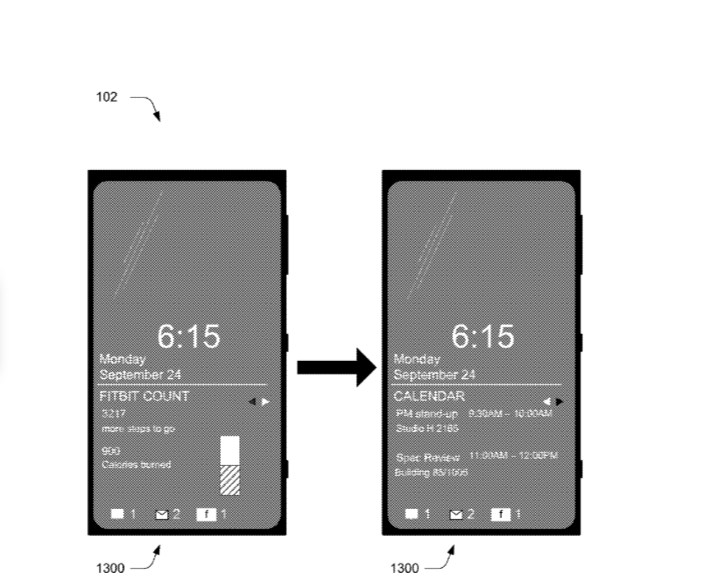 102
6:15
Monday
September 24
FITBIT COUNT
3217
more steps to go
900
Calories burned
1 2 f 1
1300
6:15
Monday
September 24
CALENDAR
PM stand-up 9:30AM – 10:00AM
Studio H 2185
Spec Review 11:00AM – 12:00PM
Building 85/1006
1 2 f 1
1300